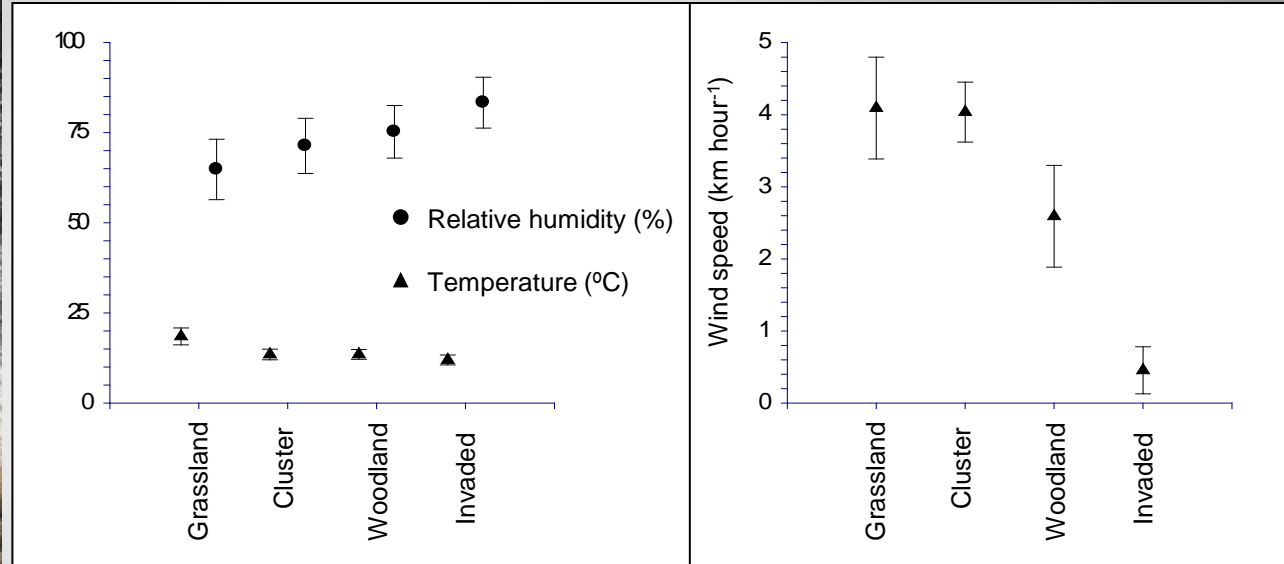 100
75
50
25
0
Relative humidity (%)
Temperature (ºC)
Grassland
Cluster
Woodland
Invaded
Wind speed (km hour⁻¹)
5
4
3
2
1
0
Grassland
Cluster
Woodland
Invaded